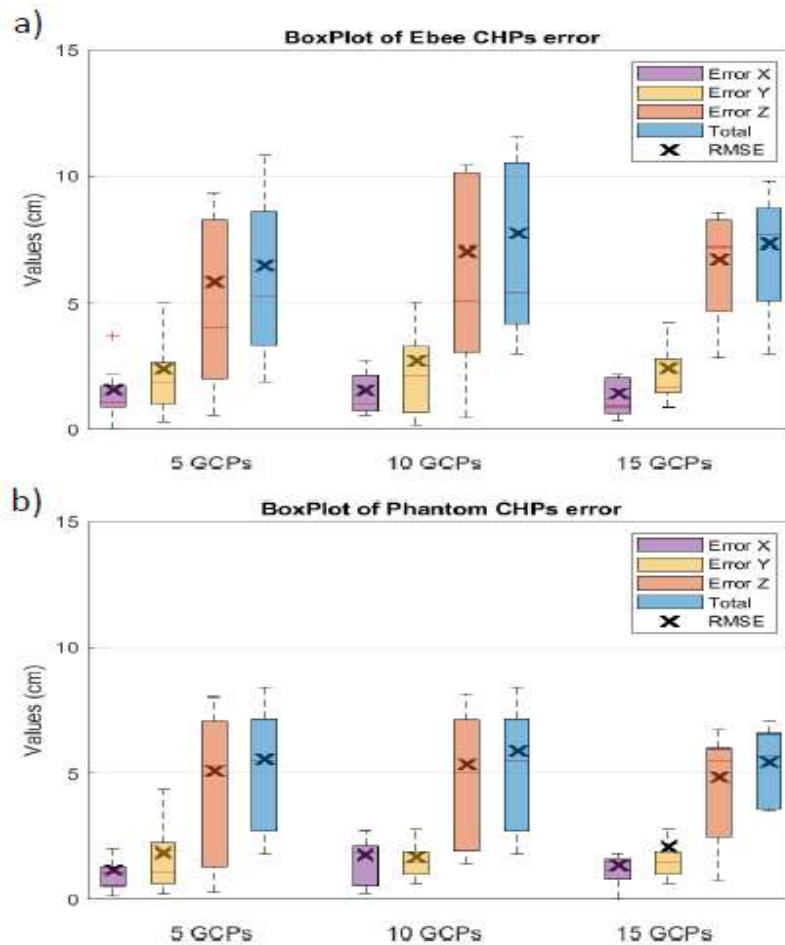 a)
BoxPlot of Ebee CHPs error
15
Error X
Error Y
Error Z
Total
RMSE
10
Values (cm)
5
0
5 GCPs 10 GCPs 15 GCPs
b)
BoxPlot of Phantom CHPs error
15
Error X
Error Y
Error Z
Total
RMSE
10
Values (cm)
5
0
5 GCPs 10 GCPs 15 GCPs